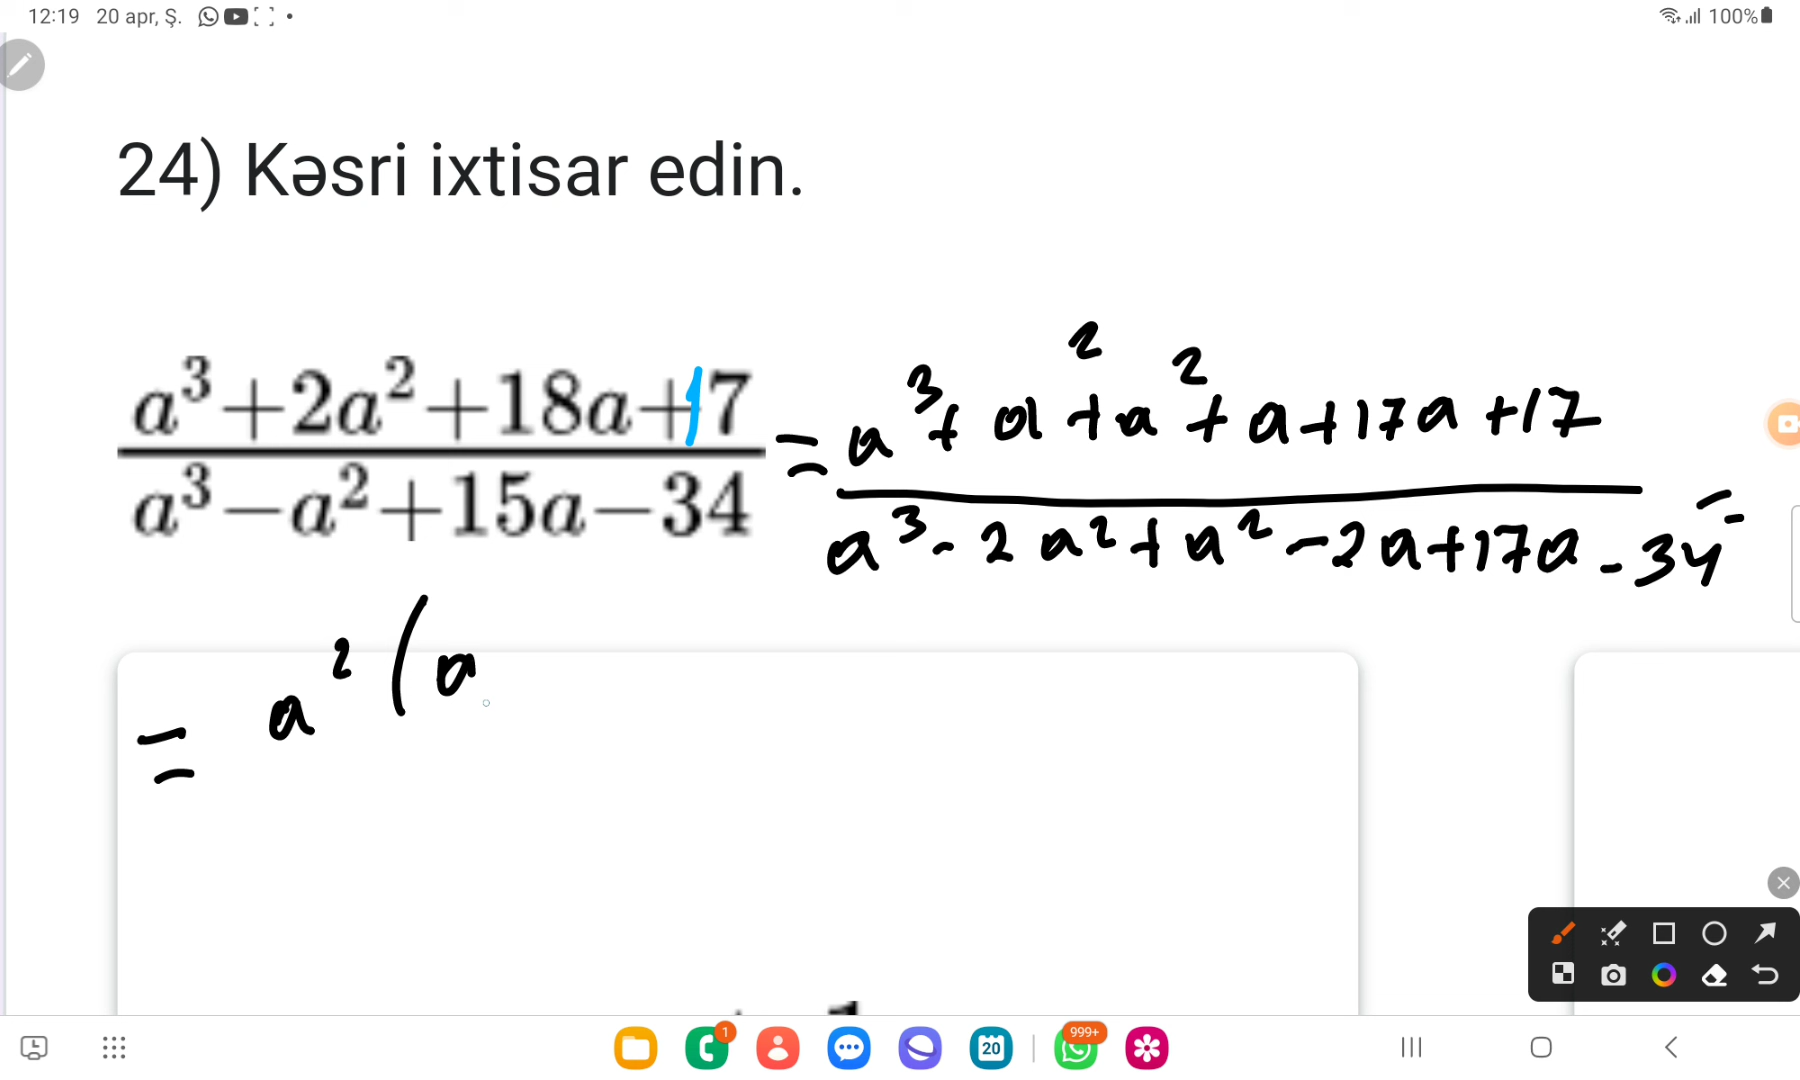 12:19 20 apr, Ş.
100%
24) Kəsri ixtisar edin.
a³+2a²+18a+17 / a³−a²+15a−34 = a³+a²+a²+a+17a+17 / a³-2a²+a²-2a+17a-34 =
= a²(a
1
20
999+